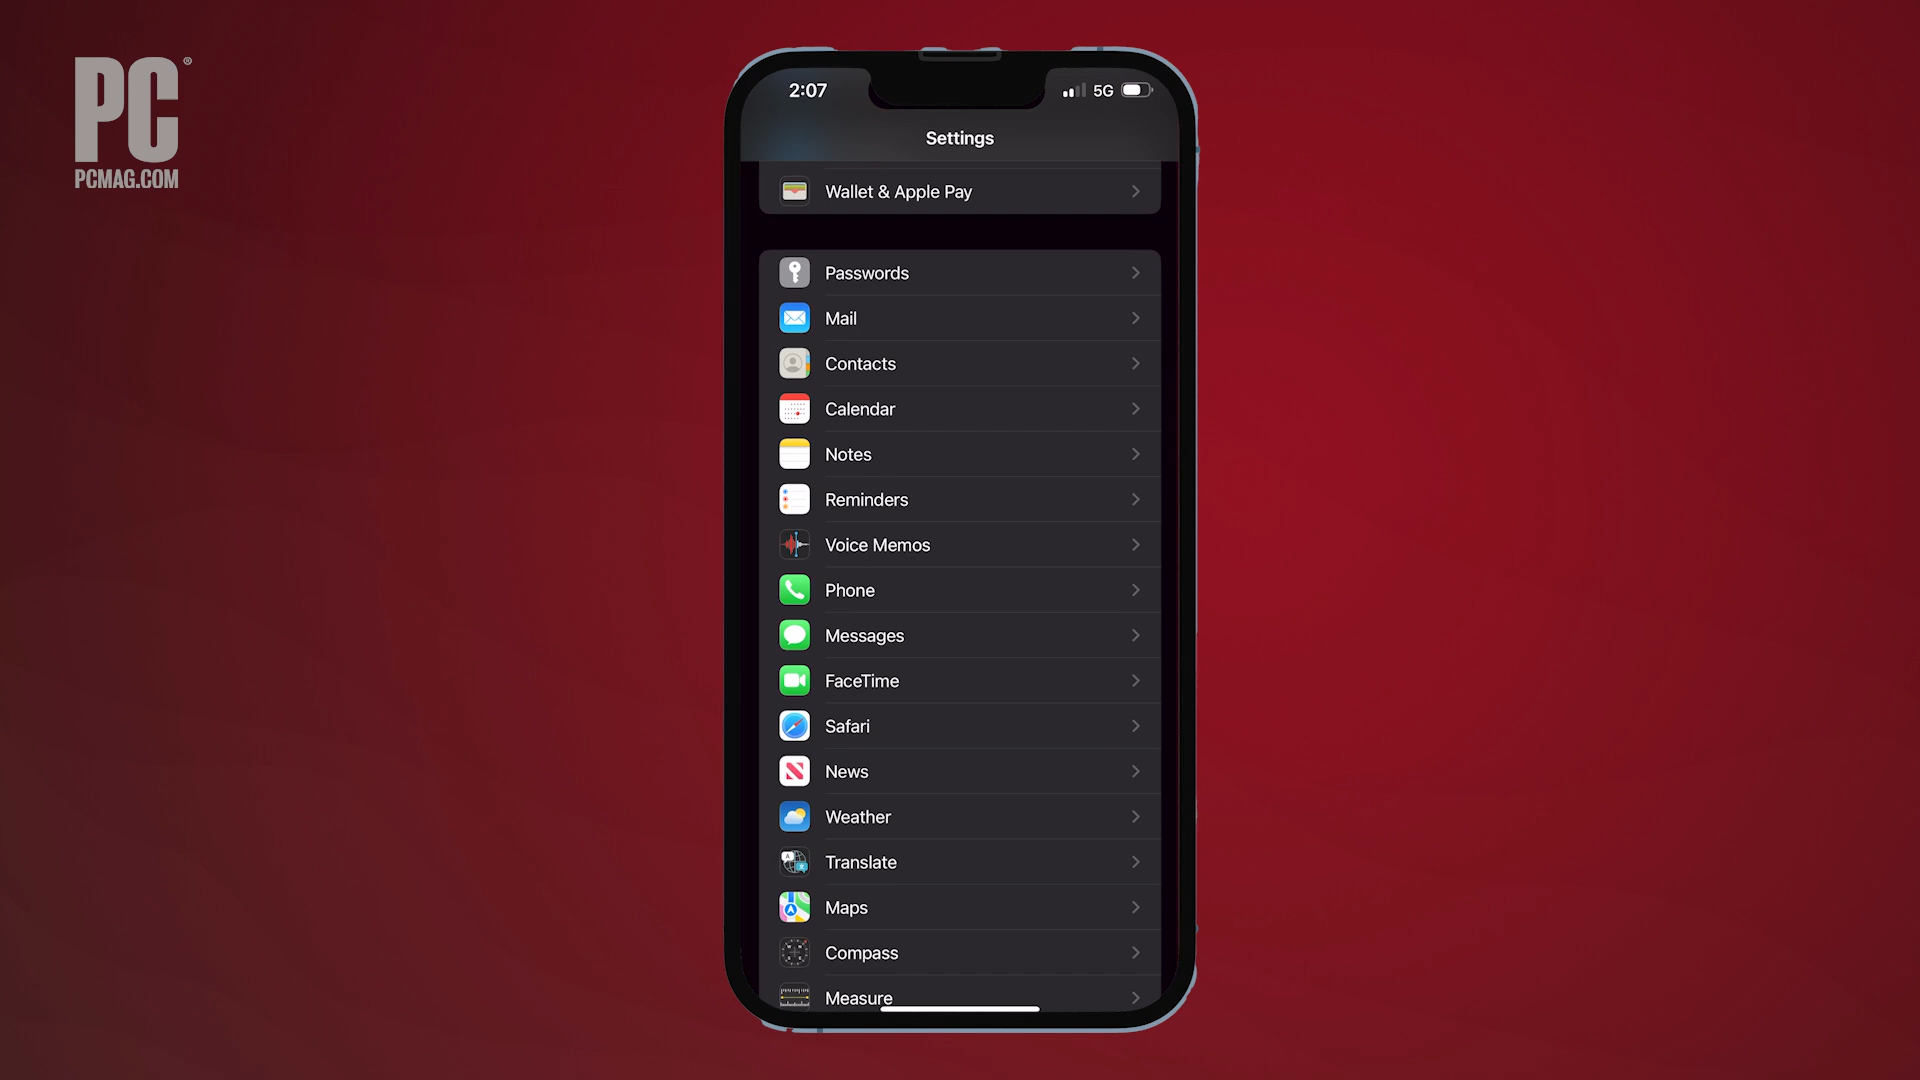 PC®
PCMAG.COM
2:07
5G
Settings
Wallet & Apple Pay
Passwords
Mail
Contacts
Calendar
Notes
Reminders
Voice Memos
Phone
Messages
FaceTime
Safari
News
Weather
Translate
Maps
Compass
Measure